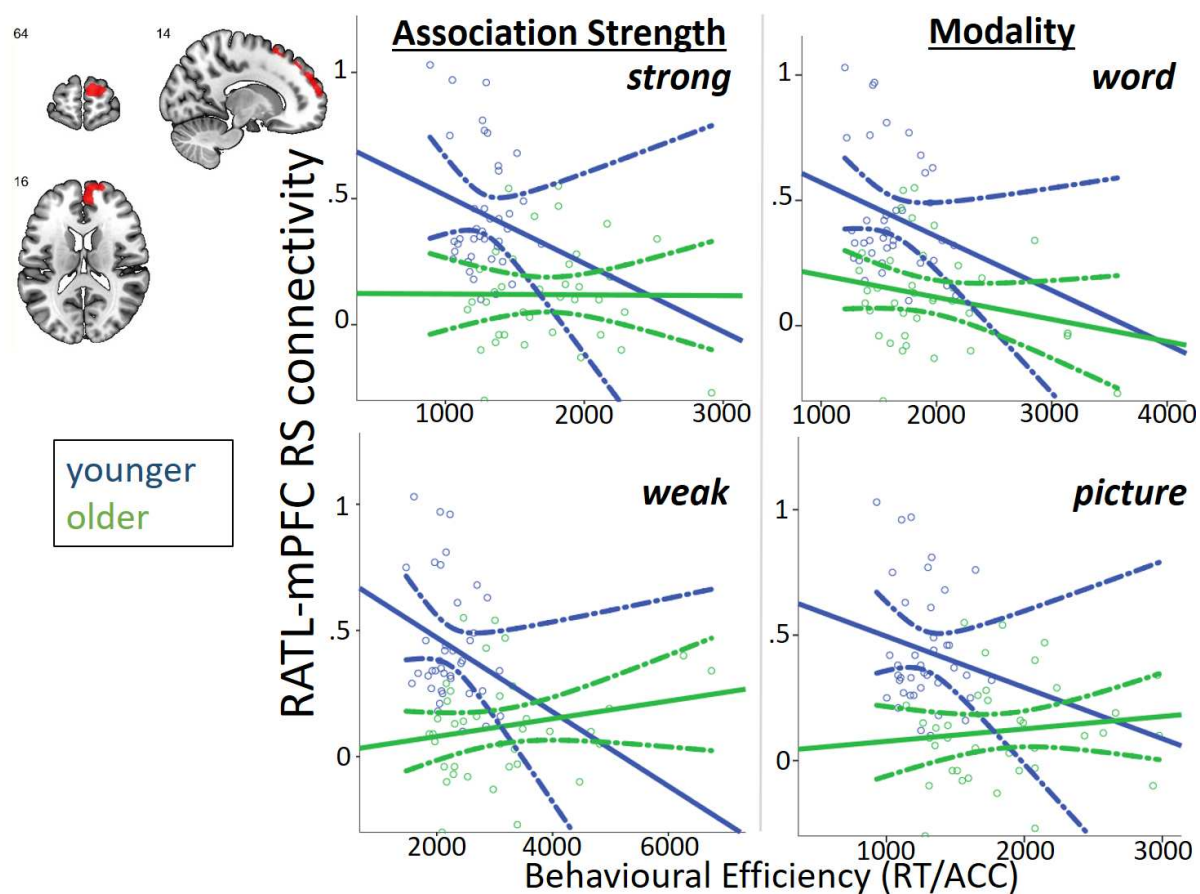 64
14
16
younger
older
RATL-mPFC RS connectivity
Association Strength
strong
1
.5
0
1000 2000 3000
Modality
word
1
.5
0
1000 2000 3000 4000
weak
1
.5
0
2000 4000 6000
picture
1
.5
0
1000 2000 3000
Behavioural Efficiency (RT/ACC)